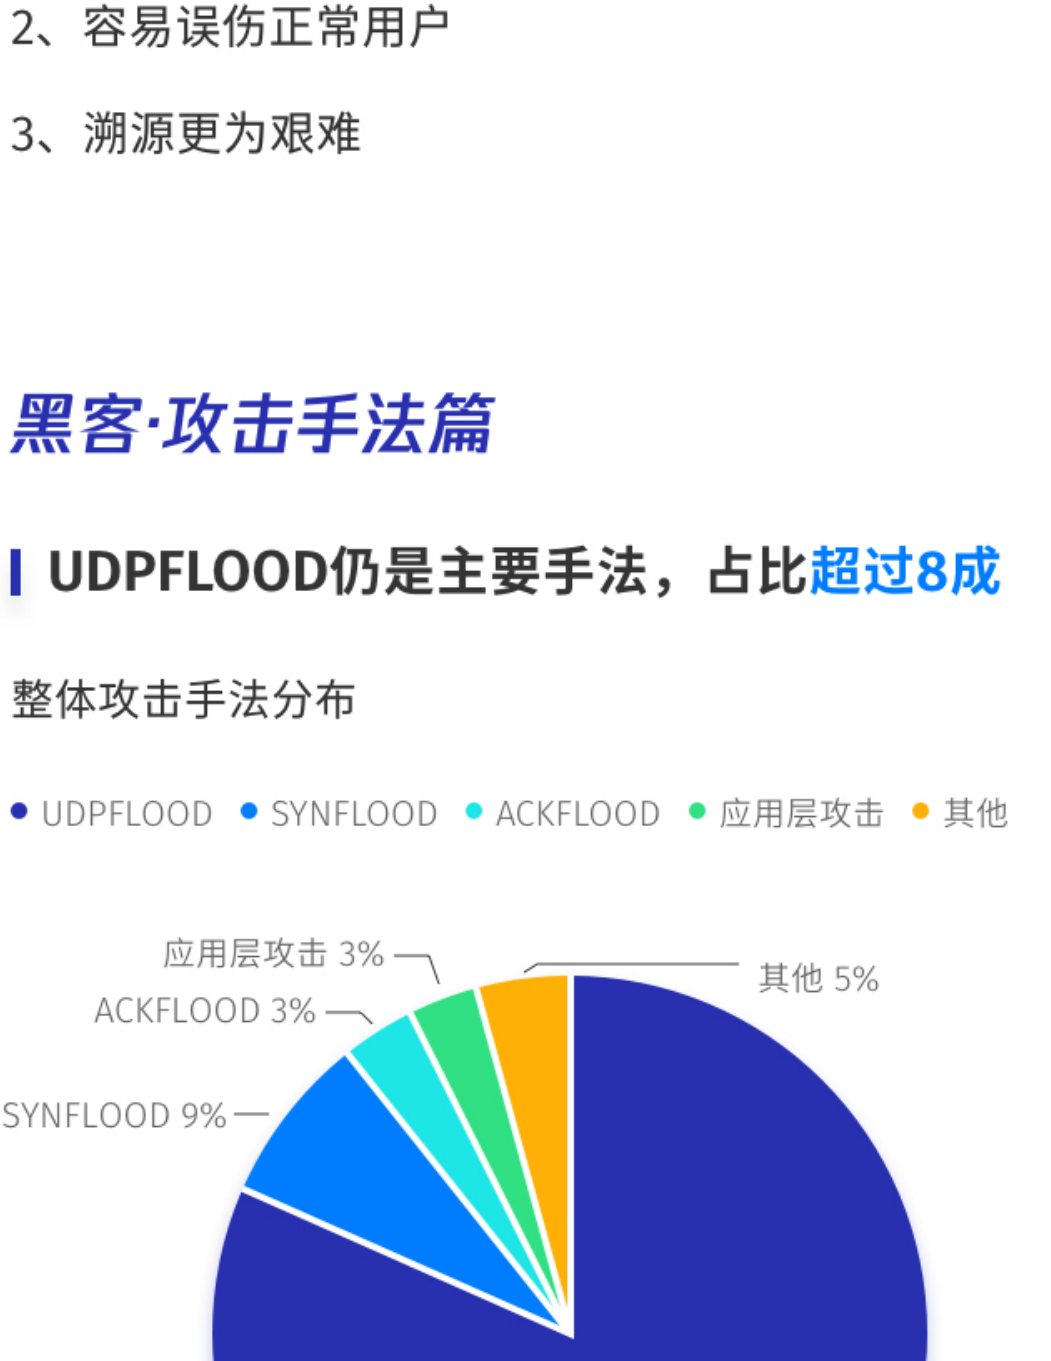 2、容易误伤正常用户
3、溯源更为艰难
黑客·攻击手法篇
UDPFLOOD仍是主要手法，占比超过8成
整体攻击手法分布
UDPFLOOD SYNFLOOD ACKFLOOD 应用层攻击 其他
应用层攻击 3%
其他 5%
ACKFLOOD 3%
SYNFLOOD 9%